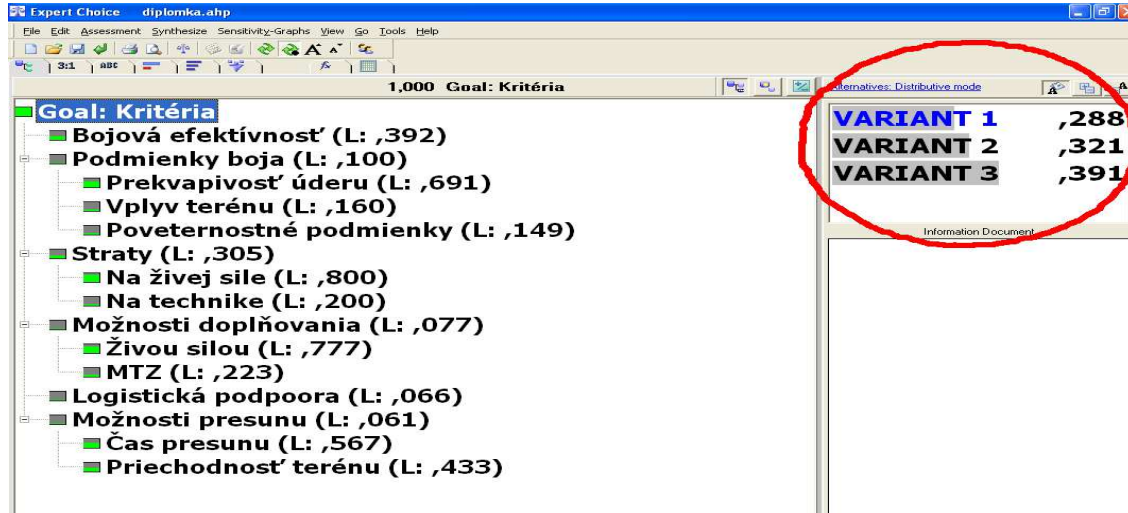 Expert Choice diplomka.ahp
File Edit Assessment Synthesize Sensitivity-Graphs View Go Tools Help
3:1 ABC
1,000 Goal: Kritéria
Alternatives: Distributive mode
Goal: Kritéria
Bojová efektívnosť (L: ,392)
Podmienky boja (L: ,100)
Prekvapivosť úderu (L: ,691)
Vplyv terénu (L: ,160)
Poveternostné podmienky (L: ,149)
Straty (L: ,305)
Na živej sile (L: ,800)
Na technike (L: ,200)
Možnosti doplňovania (L: ,077)
Živou silou (L: ,777)
MTZ (L: ,223)
Logistická podpoora (L: ,066)
Možnosti presunu (L: ,061)
Čas presunu (L: ,567)
Priechodnosť terénu (L: ,433)
VARIANT 1 ,288
VARIANT 2 ,321
VARIANT 3 ,391
Information Document